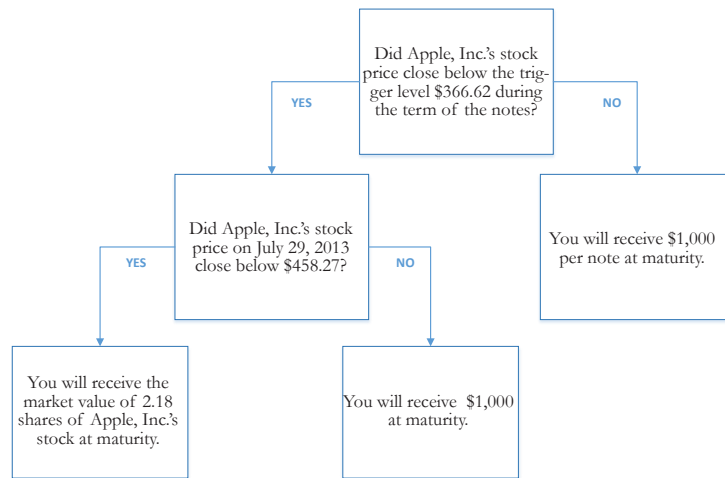 Did Apple, Inc.'s stock
price close below the trig-
ger level $366.62 during
the term of the notes?
YES
NO
Did Apple, Inc.'s stock
price on July 29, 2013
close below $458.27?
You will receive $1,000
per note at maturity.
YES
NO
You will receive the
market value of 2.18
shares of Apple, Inc.'s
stock at maturity.
You will receive $1,000
at maturity.